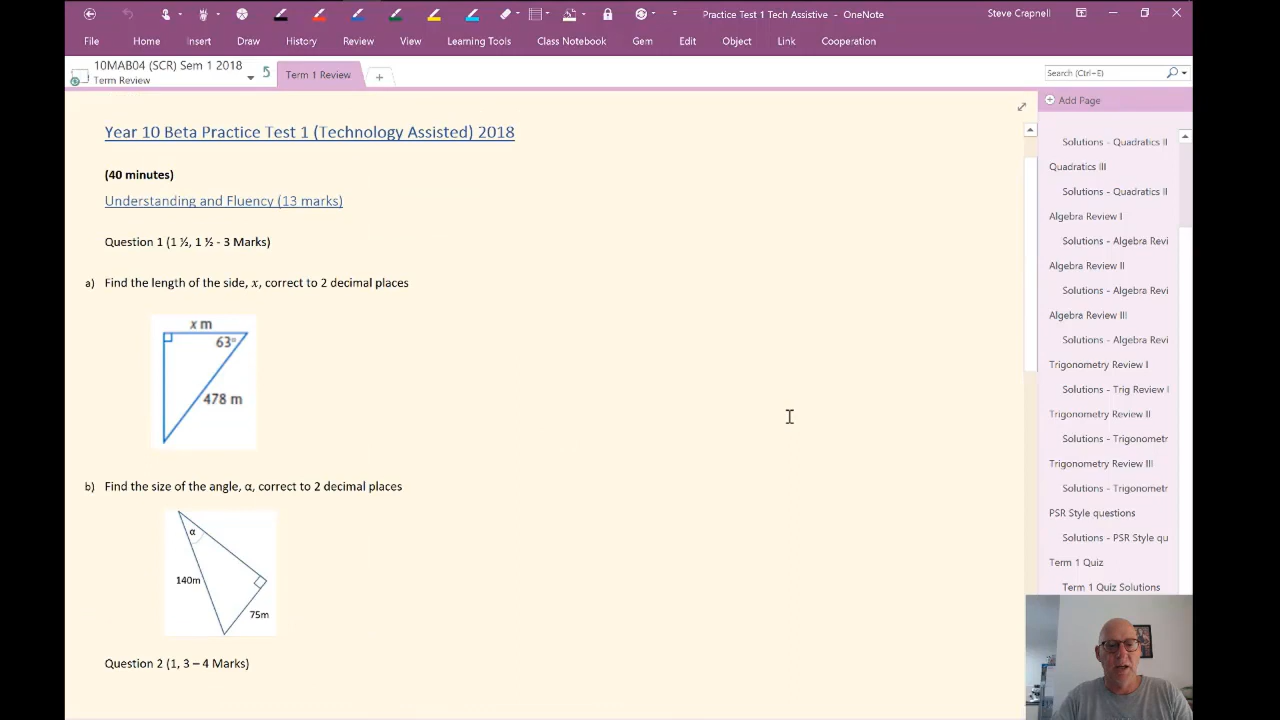 Practice Test 1 Tech Assistive - OneNote
Steve Crapnell
File Home Insert Draw History Review View Learning Tools Class Notebook Gem Edit Object Link Cooperation
10MAB04 (SCR) Sem 1 2018
Term Review
Term 1 Review
Search (Ctrl+E)
Add Page
Year 10 Beta Practice Test 1 (Technology Assisted) 2018
(40 minutes)
Understanding and Fluency (13 marks)
Question 1 (1 ½, 1 ½ - 3 Marks)
a) Find the length of the side, x, correct to 2 decimal places
x m
63°
478 m
b) Find the size of the angle, α, correct to 2 decimal places
α
140m
75m
Question 2 (1, 3 – 4 Marks)
Solutions - Quadratics II
Quadratics III
Solutions - Quadratics II
Algebra Review I
Solutions - Algebra Revi
Algebra Review II
Solutions - Algebra Revi
Algebra Review III
Solutions - Algebra Revi
Trigonometry Review I
Solutions - Trig Review I
Trigonometry Review II
Solutions - Trigonometr
Trigonometry Review III
Solutions - Trigonometr
PSR Style questions
Solutions - PSR Style qu
Term 1 Quiz
Term 1 Quiz Solutions